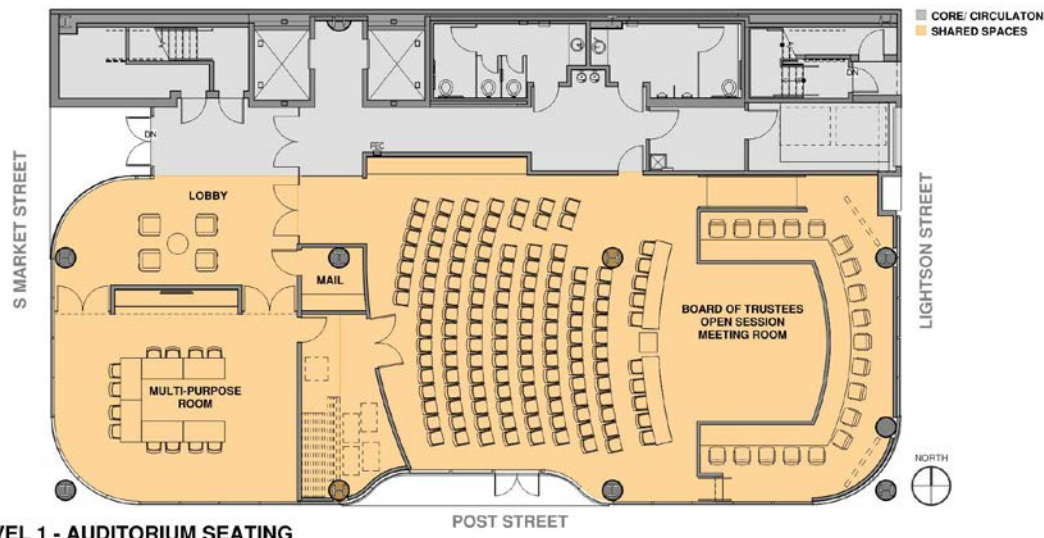 CORE/ CIRCULATON
SHARED SPACES
DN
DN
UP
FEC
LOBBY
MAIL
S MARKET STREET
LIGHTSON STREET
BOARD OF TRUSTEES
OPEN SESSION
MEETING ROOM
MULTI-PURPOSE
ROOM
NORTH
POST STREET
1 - AUDITORIUM SEATING